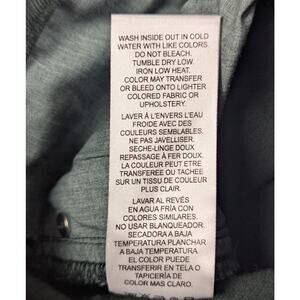 WASH INSIDE OUT IN COLD
WATER WITH LIKE COLORS.
DO NOT BLEACH.
TUMBLE DRY LOW.
IRON LOW HEAT.
COLOR MAY TRANSFER
OR BLEED ONTO LIGHTER
COLORED FABRIC OR
UPHOLSTERY.
LAVER À L'ENVERS L'EAU
FROIDE AVEC DES
COULEURS SEMBLABLES.
NE PAS JAVELLISER.
SECHE-LINGE DOUX
REPASSAGE À FER DOUX.
LA COULEUR PEUT ÊTRE
TRANSFEREE OU TACHEE
SUR UN TISSU DE COULEUR
PLUS CLAIR.
LAVAR AL REVÉS
EN AGUA FRÍA CON
COLORES SIMILARES.
NO USAR BLANQUEADOR.
SECADORA A BAJA
TEMPERATURA PLANCHAR
A BAJA TEMPERATURA.
EL COLOR PUEDE
TRANSFERIR EN TELA O
TAPICERÍA DE
COLOR MAS CLARO.